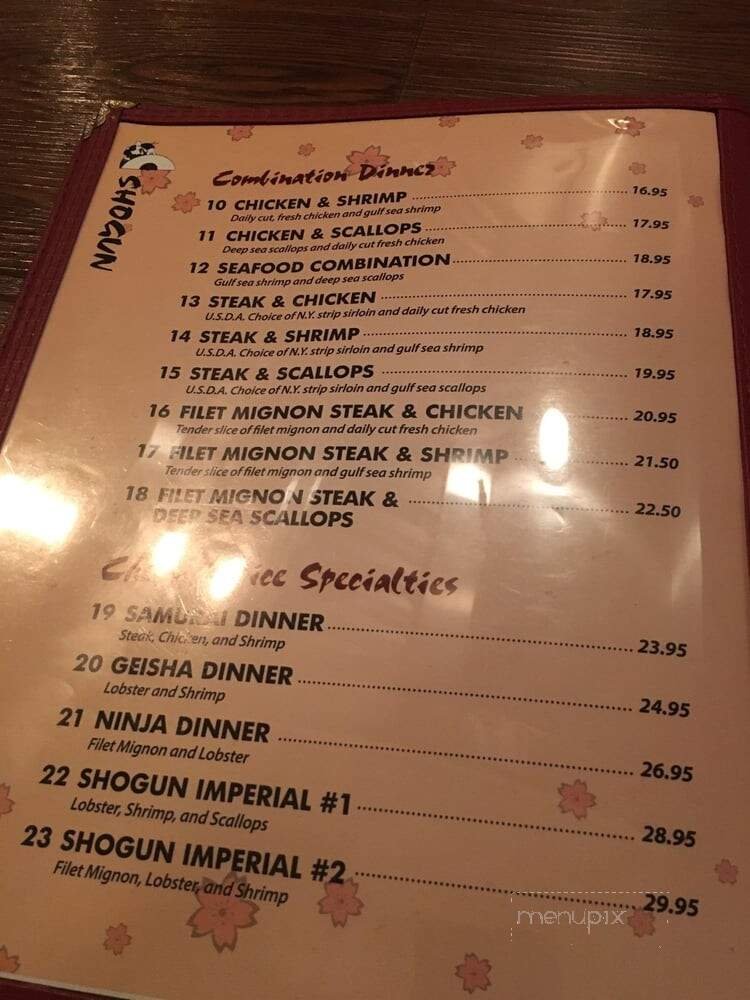 SHOGUN
Combination Dinner
10 CHICKEN & SHRIMP 16.95
Daily cut, fresh chicken and gulf sea shrimp
11 CHICKEN & SCALLOPS 17.95
Deep sea scallops and daily cut fresh chicken
12 SEAFOOD COMBINATION 18.95
Gulf sea shrimp and deep sea scallops
13 STEAK & CHICKEN 17.95
U.S.D.A. Choice of N.Y. strip sirloin and daily cut fresh chicken
14 STEAK & SHRIMP 18.95
U.S.D.A. Choice of N.Y. strip sirloin and gulf sea shrimp
15 STEAK & SCALLOPS 19.95
U.S.D.A. Choice of N.Y. strip sirloin and gulf sea scallops
16 FILET MIGNON STEAK & CHICKEN 20.95
Tender slice of filet mignon and daily cut fresh chicken
17 FILET MIGNON STEAK & SHRIMP 21.50
Tender slice of filet mignon and gulf sea shrimp
18 FILET MIGNON STEAK & 22.50
DEEP SEA SCALLOPS
Specialties
19 SAMURAI DINNER 23.95
Steak, Chicken, and Shrimp
20 GEISHA DINNER 24.95
Lobster and Shrimp
21 NINJA DINNER 26.95
Filet Mignon and Lobster
22 SHOGUN IMPERIAL #1 28.95
Lobster, Shrimp, and Scallops
23 SHOGUN IMPERIAL #2 29.95
Filet Mignon, Lobster, and Shrimp
menupix